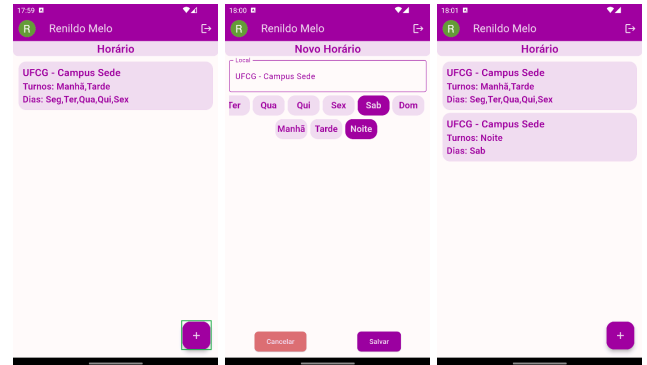 17:59
R Renildo Melo
Horário
UFCG - Campus Sede
Turnos: Manhã,Tarde
Dias: Seg,Ter,Qua,Qui,Sex
+
18:00
R Renildo Melo
Novo Horário
Local
UFCG - Campus Sede
Ter Qua Qui Sex Sab Dom
Manhã Tarde Noite
Cancelar Salvar
18:01
R Renildo Melo
Horário
UFCG - Campus Sede
Turnos: Manhã,Tarde
Dias: Seg,Ter,Qua,Qui,Sex
UFCG - Campus Sede
Turnos: Noite
Dias: Sab
+